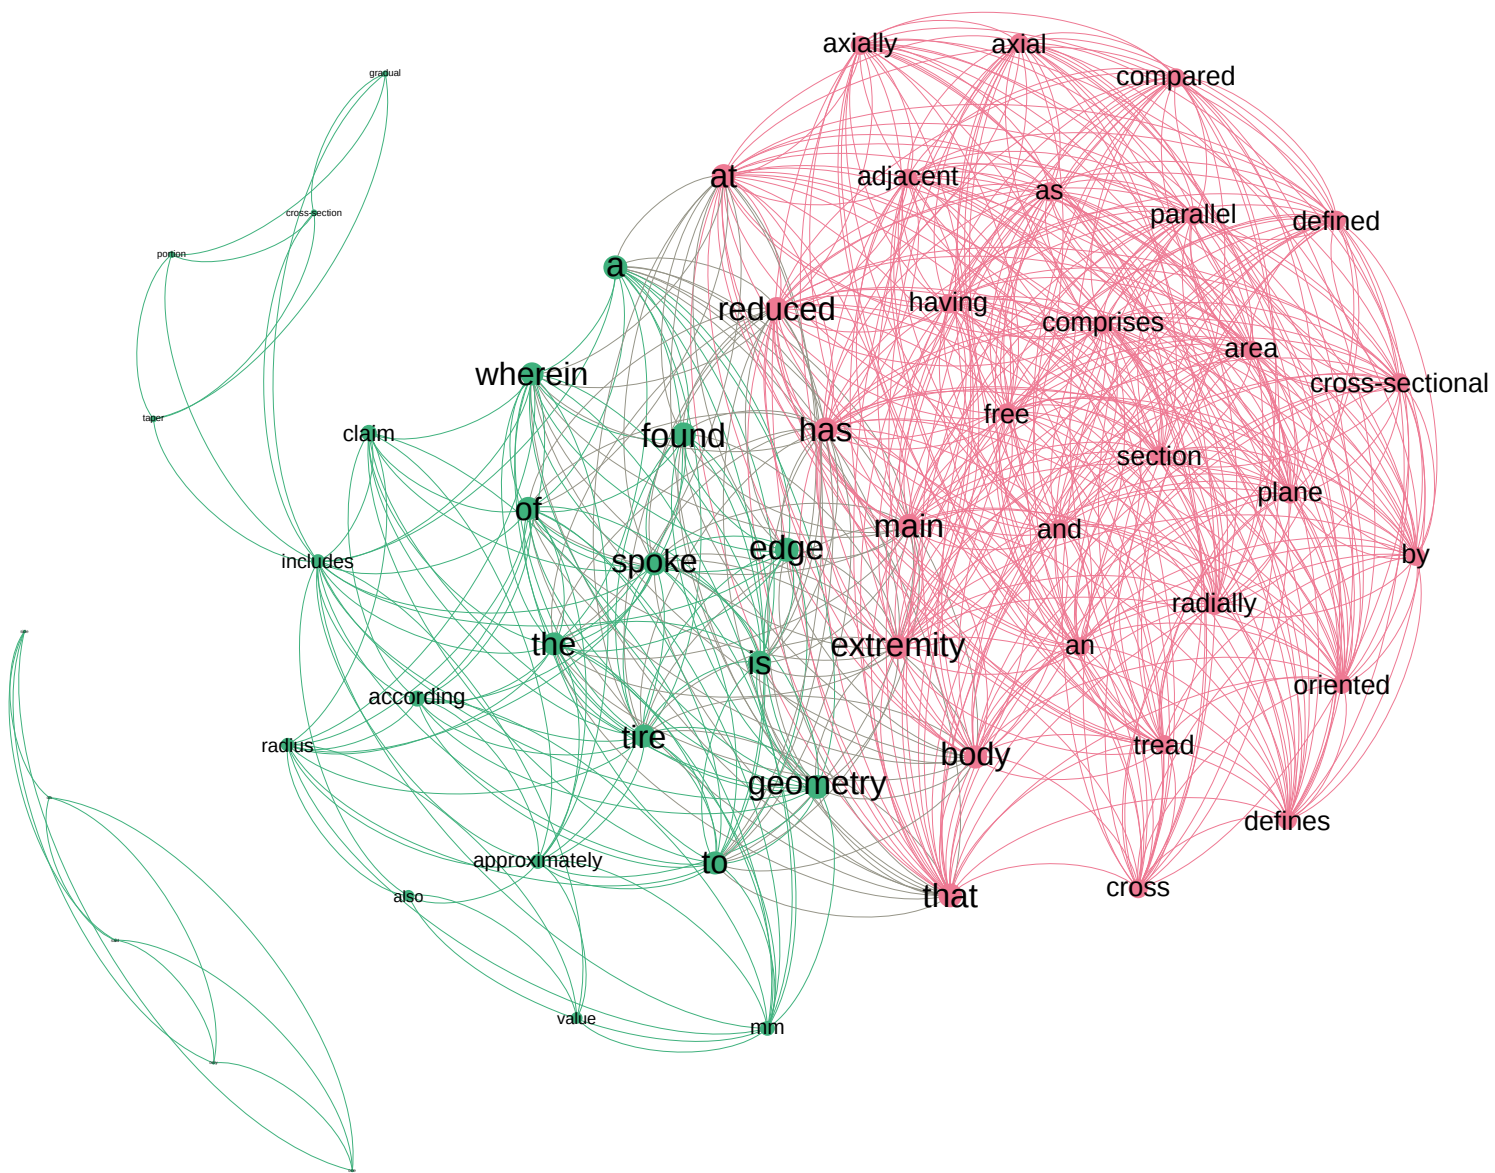 axially
axial
compared
gradual
at
adjacent
as
parallel
defined
cross-section
portion
a
reduced
having
comprises
area
wherein
cross-sectional
taper
claim
found
has
free
section
of
plane
main
and
edge
by
includes
spoke
radially
the
is
extremity
an
oriented
according
tire
radius
body
tread
geometry
defines
approximately
to
also
that
cross
value
mm